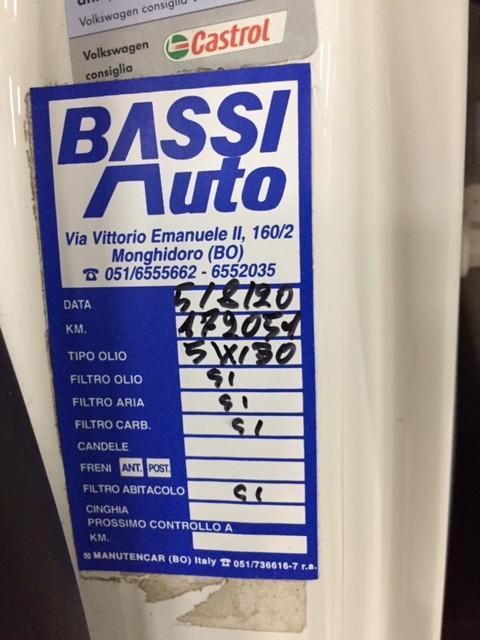 Volkswagen consiglia
Volkswagen
consiglia
Castrol
BASSI
Auto
Via Vittorio Emanuele II, 160/2
Monghidoro (BO)
☎ 051/6555662 - 6552035
DATA 5/8/20
KM. 172051
TIPO OLIO 5W30
FILTRO OLIO SI
FILTRO ARIA SI
FILTRO CARB. SI
CANDELE
FRENI ANT. POST.
FILTRO ABITACOLO SI
CINGHIA
PROSSIMO CONTROLLO A
KM.
MANUTENCAR (BO) Italy ☎ 051/736616-7 r.a.